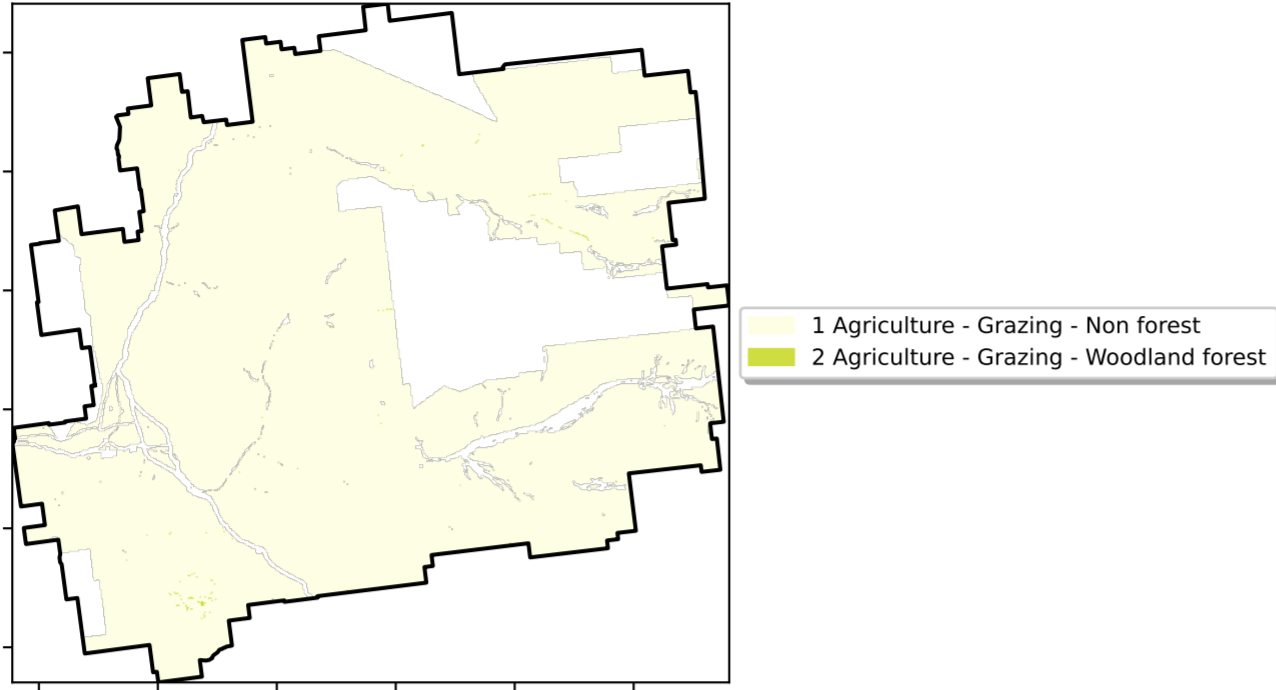 1 Agriculture - Grazing - Non forest
2 Agriculture - Grazing - Woodland forest